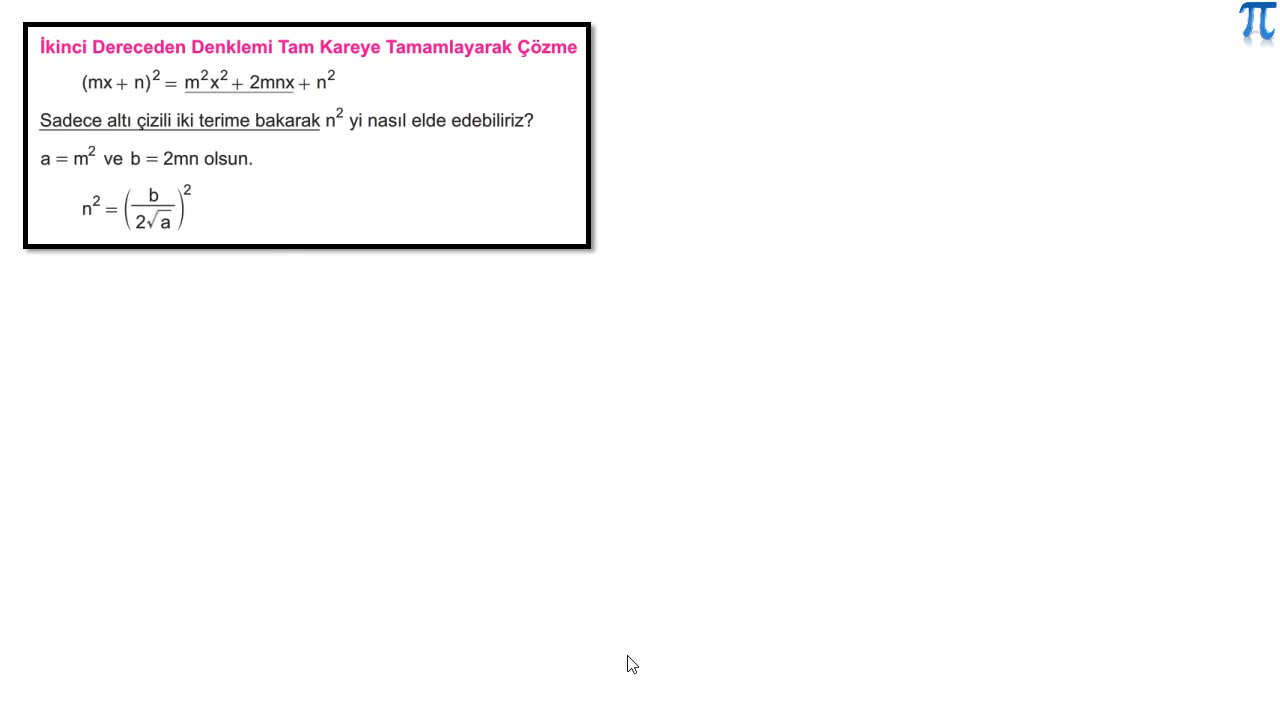 İkinci Dereceden Denklemi Tam Kareye Tamamlayarak Çözme
(mx + n)² = m²x² + 2mnx + n²
Sadece altı çizili iki terime bakarak n² yi nasıl elde edebiliriz?
a = m² ve b = 2mn olsun.
n² = (b / 2√a)²
π